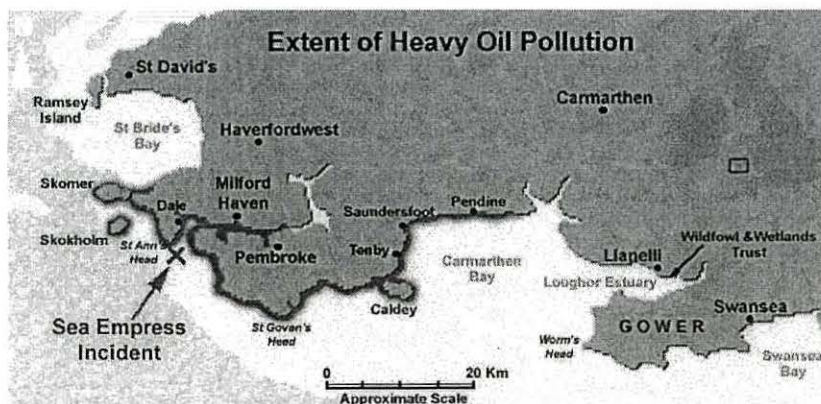 Extent of Heavy Oil Pollution
St David's
Ramsey
Island
St Bride's
Bay
Carmarthen
Haverfordwest
Skomer
Milford
Haven
Dale
Saundersfoot
Pendine
Skokholm
St Ann's
Head
Pembroke
Tenby
Carmarthen
Bay
Llanelli
Wildfowl & Wetlands
Trust
Loughor Estuary
Caldey
Swansea
GOWER
Sea Empress
Incident
St Govan's
Head
Worm's
Head
Swansea
Bay
0
20 Km
Approximate Scale